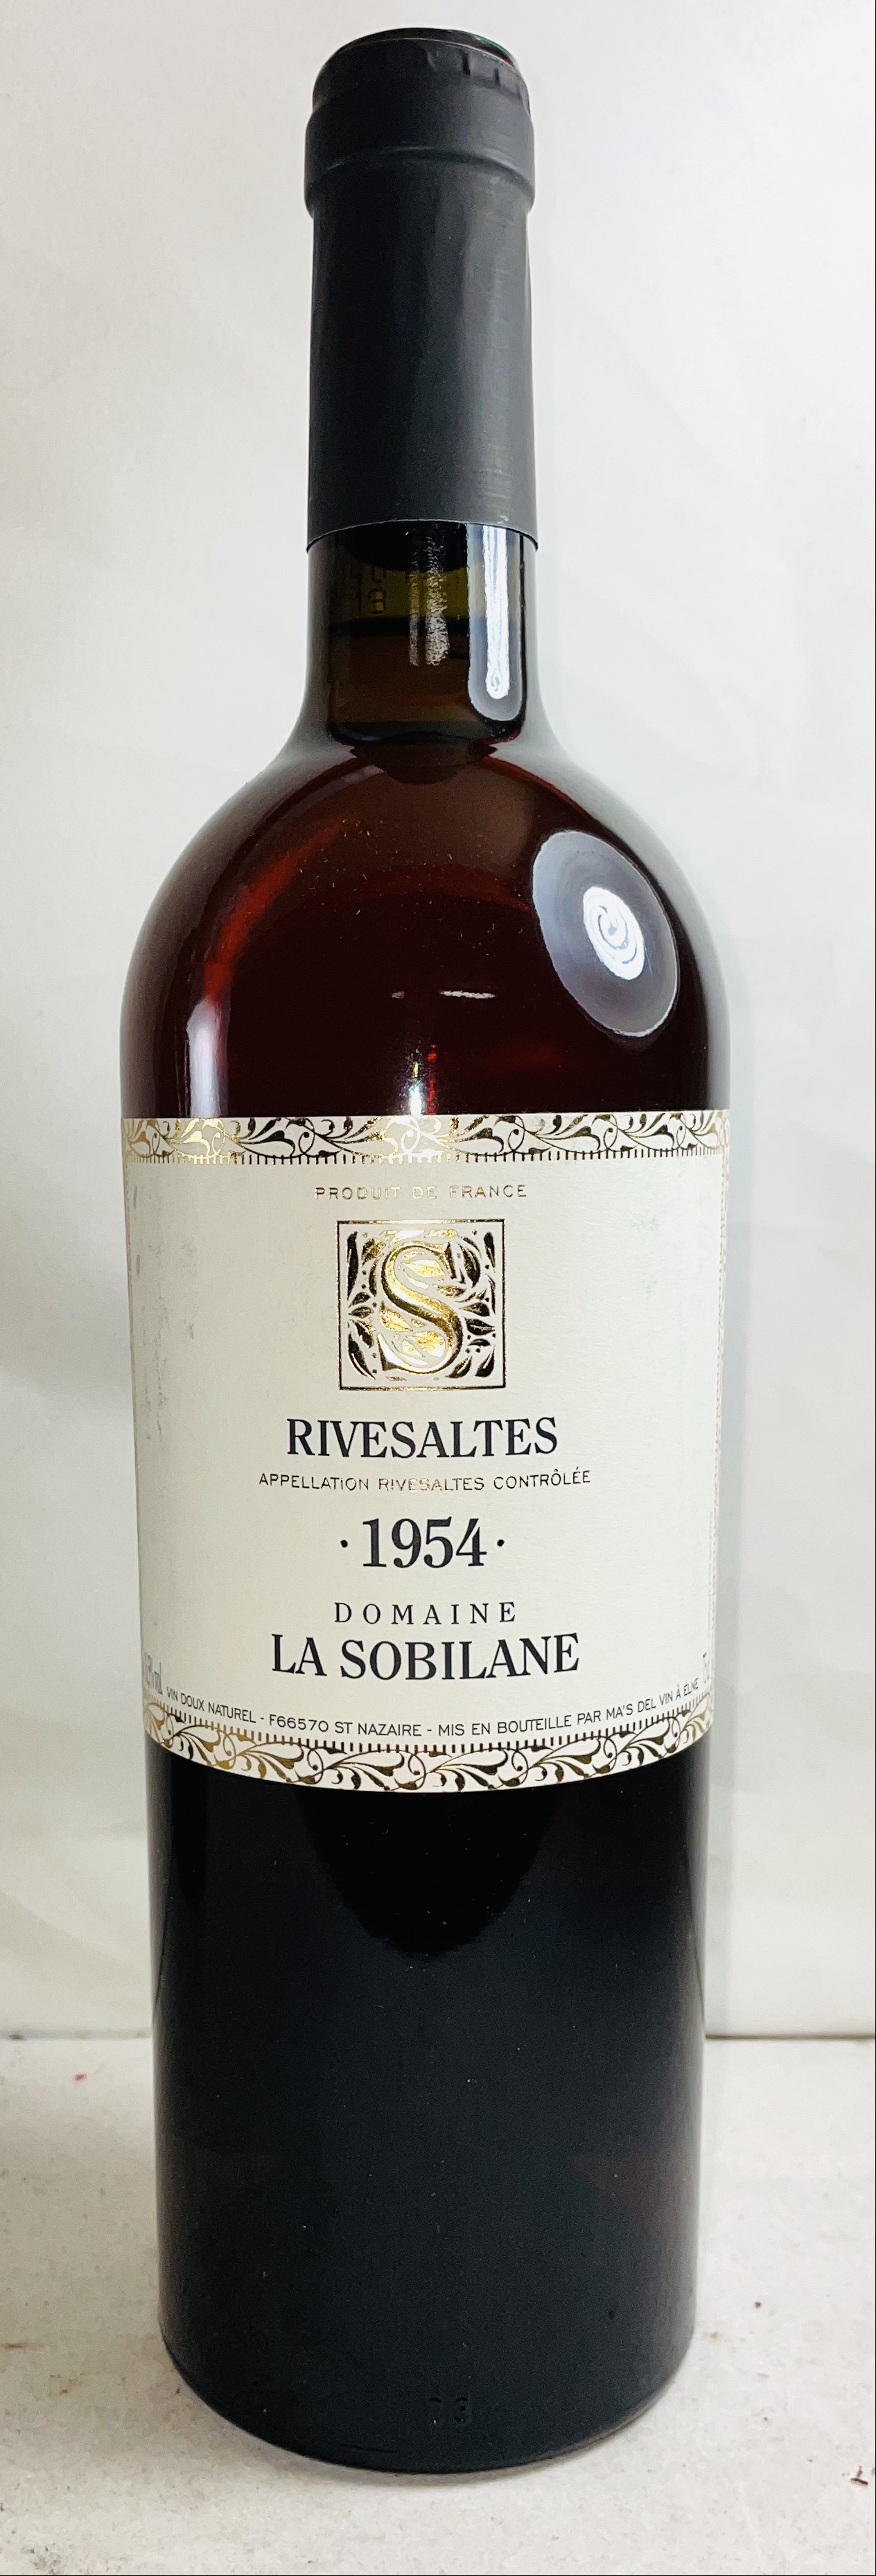 PRODUIT DE FRANCE
S
RIVESALTES
APPELLATION RIVESALTES CONTRÔLÉE
·1954·
DOMAINE
LA SOBILANE
VIN DOUX NATUREL - F66570 ST NAZAIRE - MIS EN BOUTEILLE PAR MA'S DEL VIN À ELNE